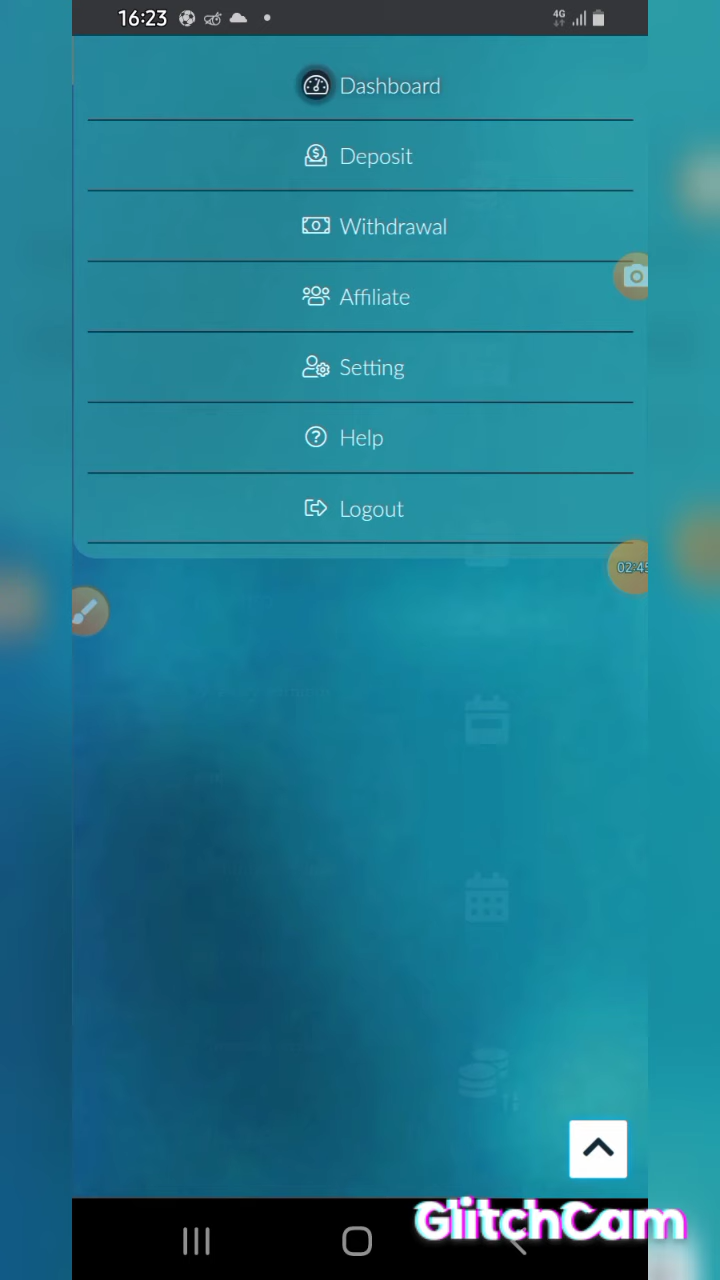 16:23
4G
Dashboard
Deposit
Withdrawal
Affiliate
Setting
Help
Logout
02:45
GlitchCam